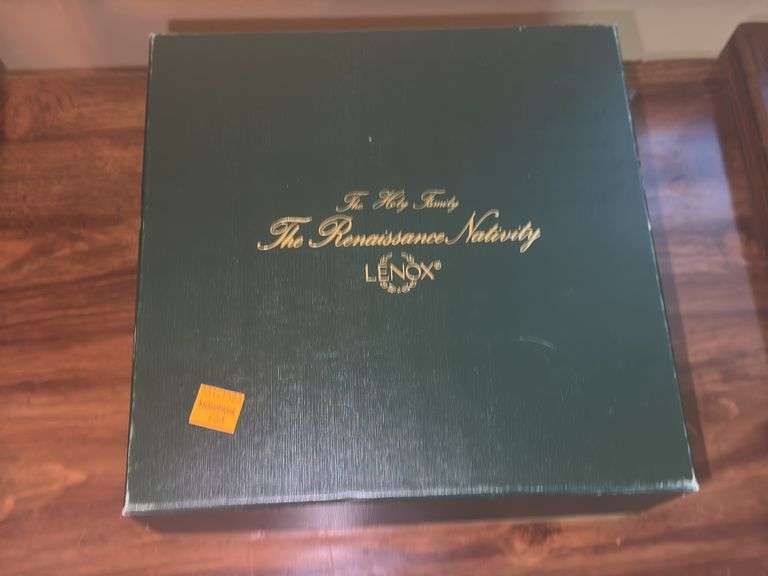 The Holy Family
The Renaissance Nativity
LENOX®